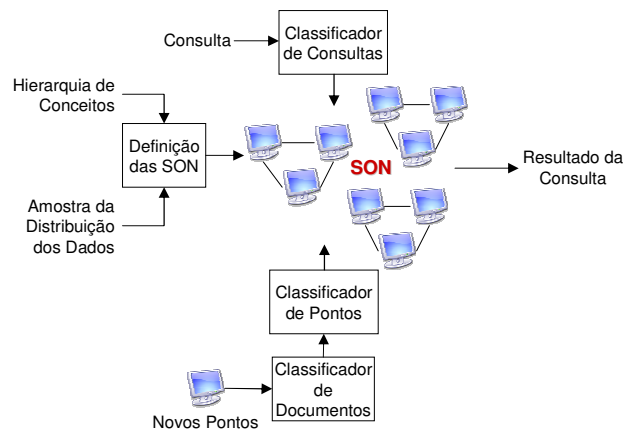 Consulta
Classificador
de Consultas
Hierarquia de
Conceitos
Definição
das SON
SON
Resultado da
Consulta
Amostra da
Distribuição
dos Dados
Classificador
de Pontos
Classificador
de
Documentos
Novos Pontos